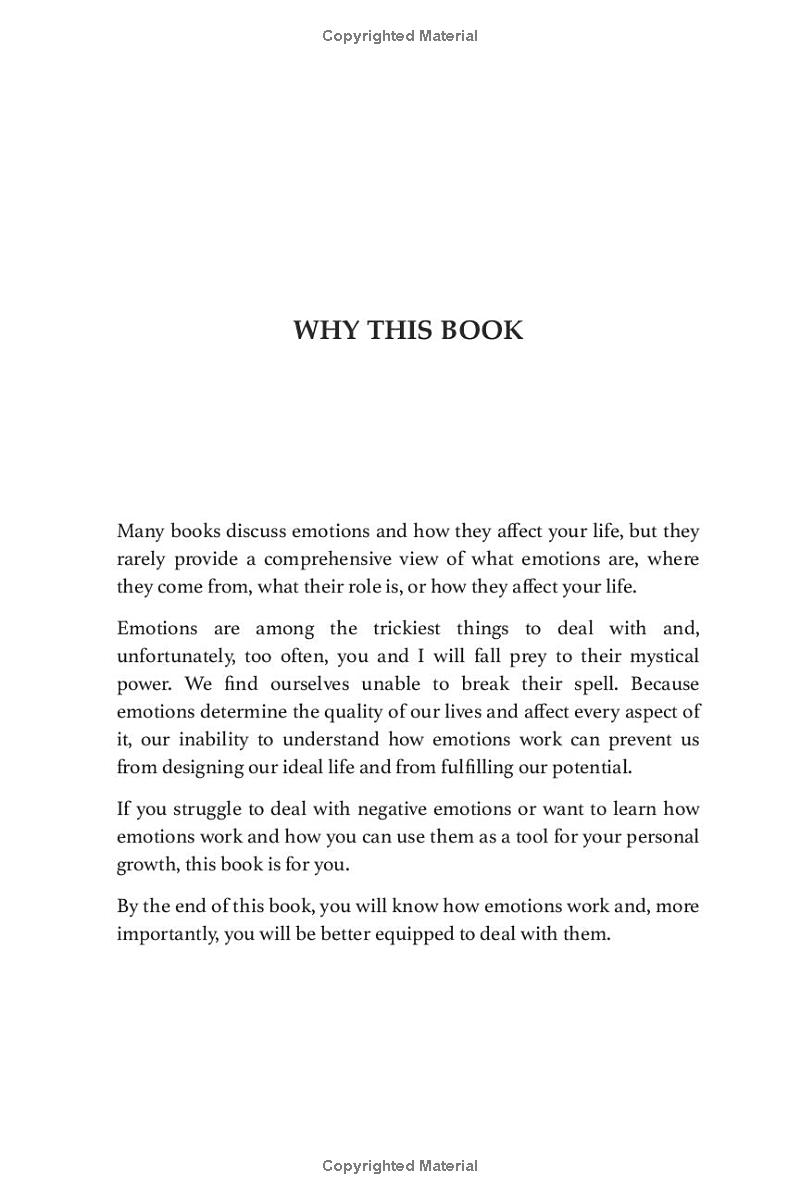 Copyrighted Material
WHY THIS BOOK
Many books discuss emotions and how they affect your life, but they
rarely provide a comprehensive view of what emotions are, where
they come from, what their role is, or how they affect your life.
Emotions are among the trickiest things to deal with and,
unfortunately, too often, you and I will fall prey to their mystical
power. We find ourselves unable to break their spell. Because
emotions determine the quality of our lives and affect every aspect of
it, our inability to understand how emotions work can prevent us
from designing our ideal life and from fulfilling our potential.
If you struggle to deal with negative emotions or want to learn how
emotions work and how you can use them as a tool for your personal
growth, this book is for you.
By the end of this book, you will know how emotions work and, more
importantly, you will be better equipped to deal with them.
Copyrighted Material